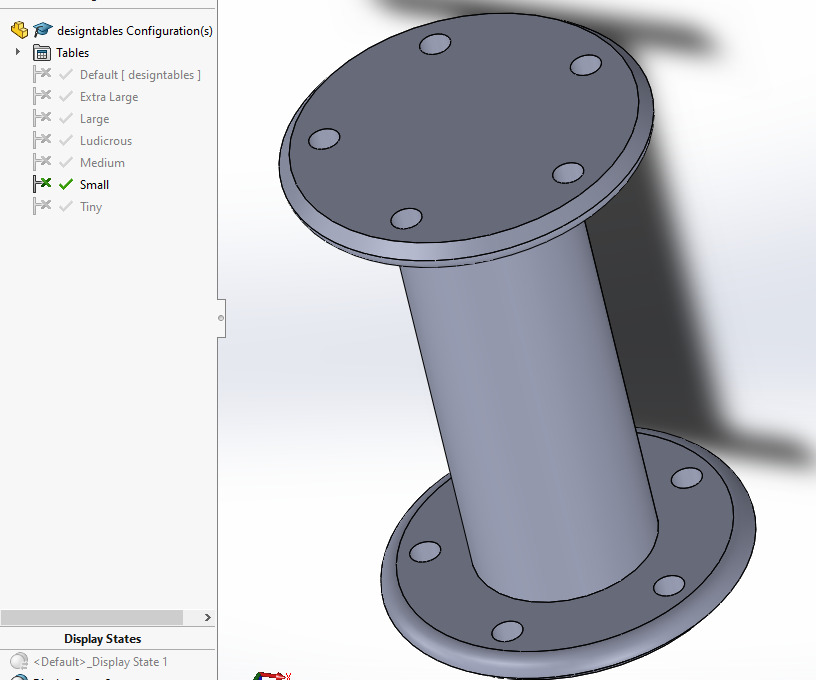 designtables Configuration(s)
Tables
Default [ designtables ]
Extra Large
Large
Ludicrous
Medium
Small
Tiny
Display States
<Default>_Display State 1